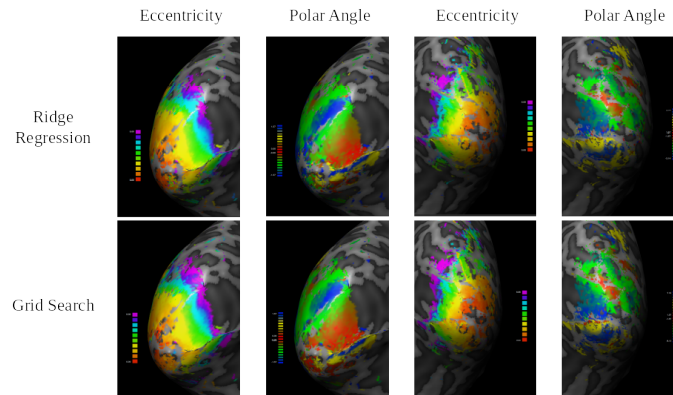 Eccentricity Polar Angle Eccentricity Polar Angle
Ridge
Regression
Grid Search